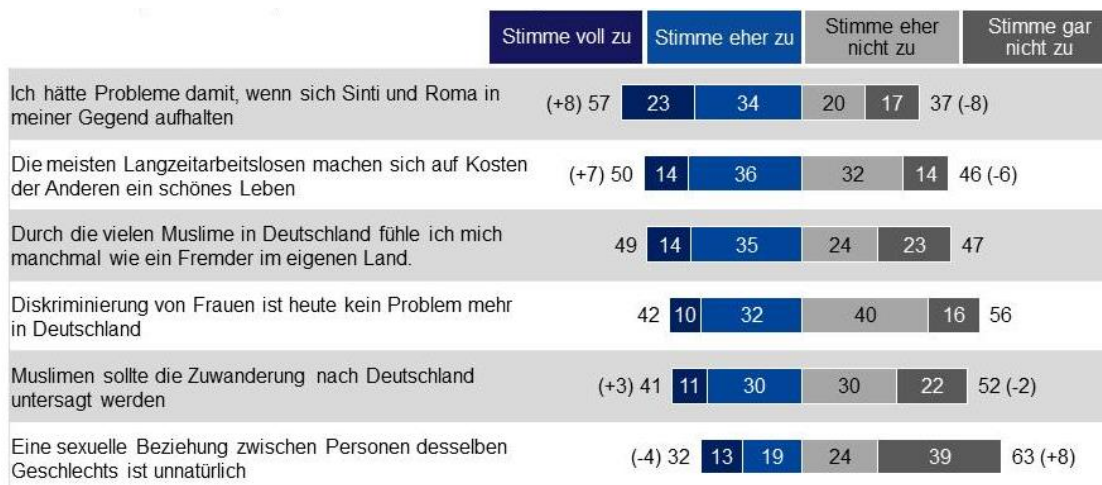 Stimme voll zu Stimme eher zu Stimme eher nicht zu Stimme gar nicht zu
Ich hätte Probleme damit, wenn sich Sinti und Roma in
meiner Gegend aufhalten
(+8) 57 23 34 20 17 37 (-8)
Die meisten Langzeitarbeitslosen machen sich auf Kosten
der Anderen ein schönes Leben
(+7) 50 14 36 32 14 46 (-6)
Durch die vielen Muslime in Deutschland fühle ich mich
manchmal wie ein Fremder im eigenen Land.
49 14 35 24 23 47
Diskriminierung von Frauen ist heute kein Problem mehr
in Deutschland
42 10 32 40 16 56
Muslimen sollte die Zuwanderung nach Deutschland
untersagt werden
(+3) 41 11 30 30 22 52 (-2)
Eine sexuelle Beziehung zwischen Personen desselben
Geschlechts ist unnatürlich
(-4) 32 13 19 24 39 63 (+8)